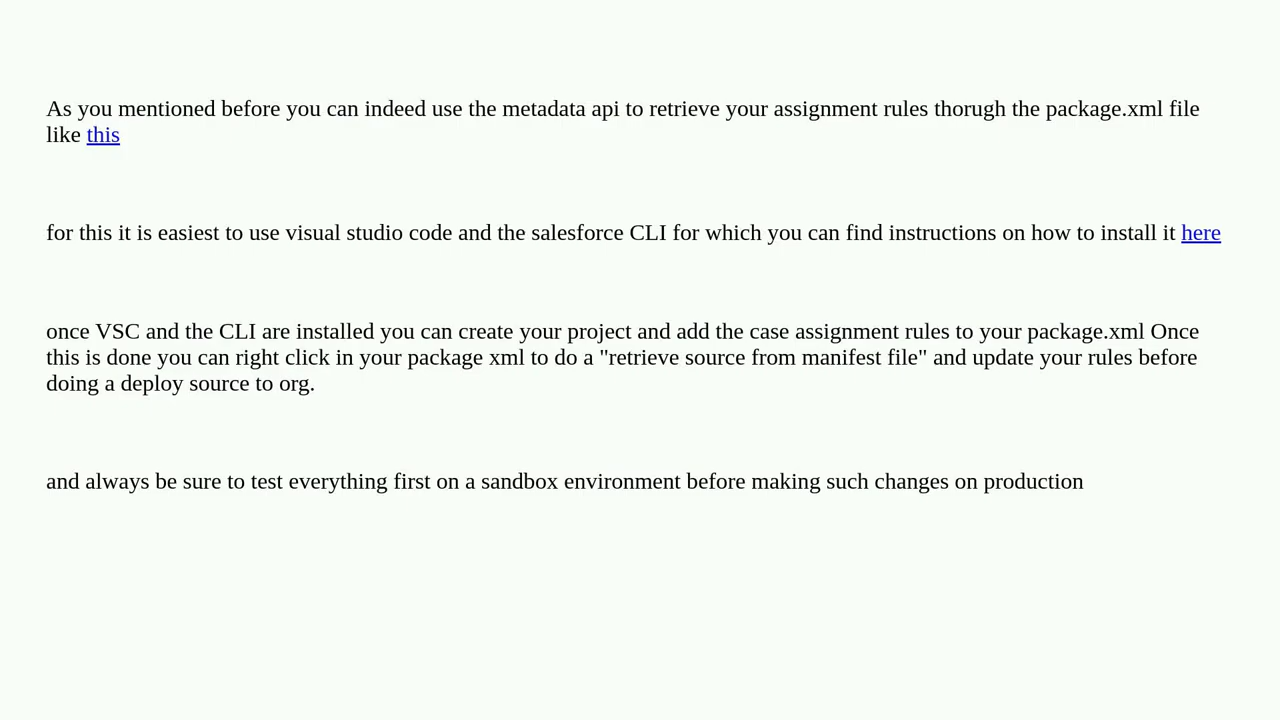 As you mentioned before you can indeed use the metadata api to retrieve your assignment rules thorugh the package.xml file
like this
for this it is easiest to use visual studio code and the salesforce CLI for which you can find instructions on how to install it here
once VSC and the CLI are installed you can create your project and add the case assignment rules to your package.xml Once
this is done you can right click in your package xml to do a "retrieve source from manifest file" and update your rules before
doing a deploy source to org.
and always be sure to test everything first on a sandbox environment before making such changes on production